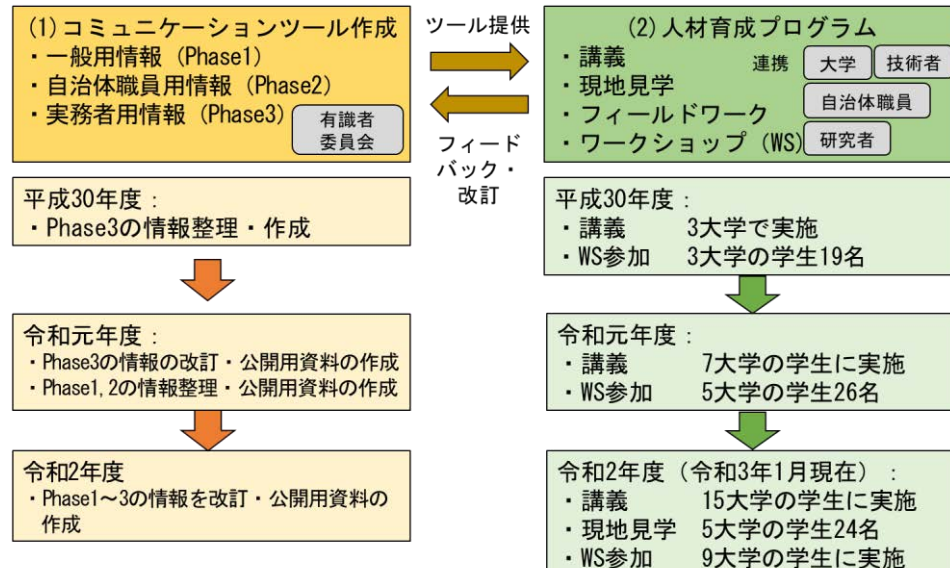 (1)コミュニケーションツール作成
・一般用情報（Phase1）
・自治体職員用情報（Phase2）
・実務者用情報（Phase3）
有識者
委員会
ツール提供
フィード
バック・
改訂
(2)人材育成プログラム
・講義
・現地見学
・フィールドワーク
・ワークショップ（WS）
連携
大学
技術者
自治体職員
研究者
平成30年度：
・Phase3の情報整理・作成
令和元年度：
・Phase3の情報の改訂・公開用資料の作成
・Phase1,2の情報整理・公開用資料の作成
令和2年度
・Phase1～3の情報を改訂・公開用資料の
作成
平成30年度：
・講義　　3大学で実施
・WS参加　3大学の学生19名
令和元年度：
・講義　　7大学の学生に実施
・WS参加　5大学の学生26名
令和2年度（令和3年1月現在）：
・講義　　15大学の学生に実施
・現地見学　5大学の学生24名
・WS参加　9大学の学生に実施